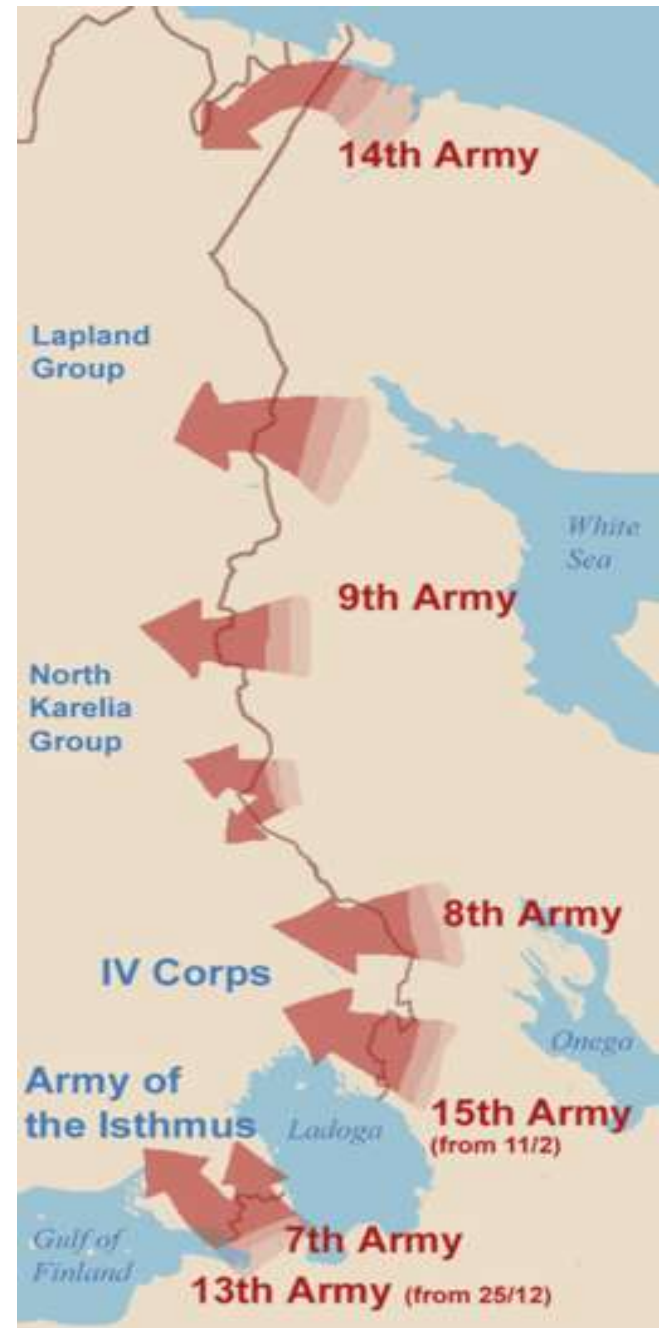 14th Army
Lapland
Group
White
Sea
9th Army
North
Karelia
Group
8th Army
IV Corps
Onega
Army of
the Isthmus
Ladoga
15th Army
(from 11/2)
7th Army
Gulf of
Finland
13th Army (from 25/12)